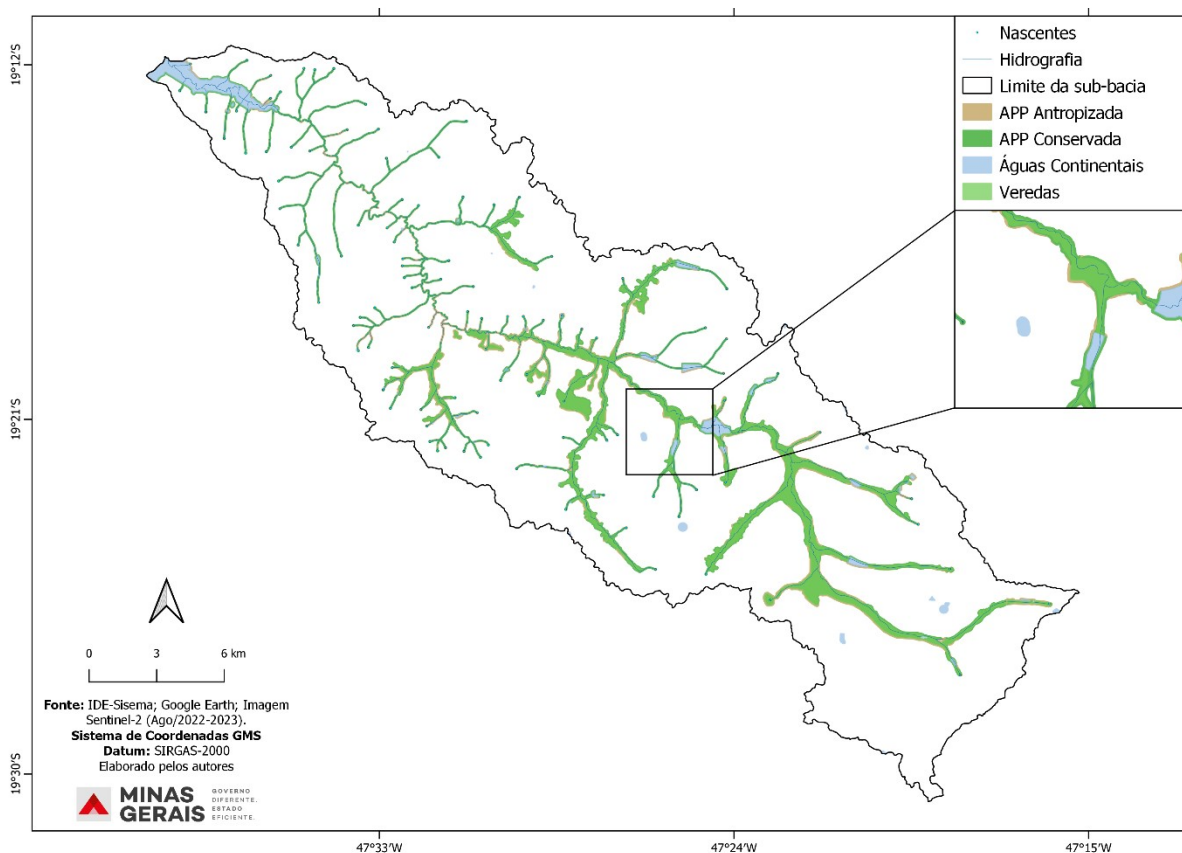 Nascentes
Hidrografia
Limite da sub-bacia
APP Antropizada
APP Conservada
Águas Continentais
Veredas
19°12'S
19°21'S
19°30'S
0 3 6 km
Fonte: IDE-Sisema; Google Earth; Imagem
Sentinel-2 (Ago/2022-2023).
Sistema de Coordenadas GMS
Datum: SIRGAS-2000
Elaborado pelos autores
MINAS
GERAIS
GOVERNO
DIFERENTE.
ESTADO
EFICIENTE.
47°33'W 47°24'W 47°15'W